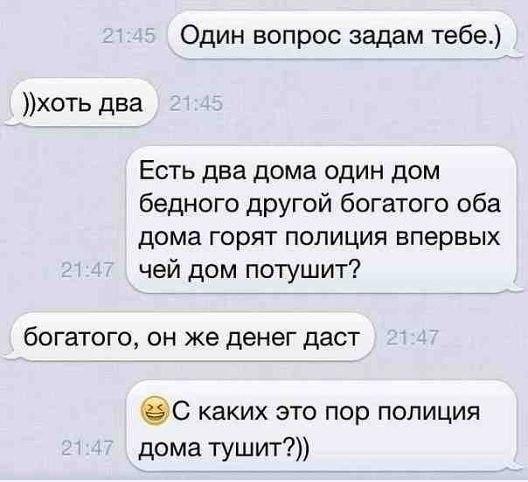 21:45 Один вопрос задам тебе.)
))хоть два 21:45
Есть два дома один дом
бедного другой богатого оба
дома горят полиция впервых
21:47 чей дом потушит?
богатого, он же денег даст 21:47
😆С каких это пор полиция
21:47 дома тушит?))